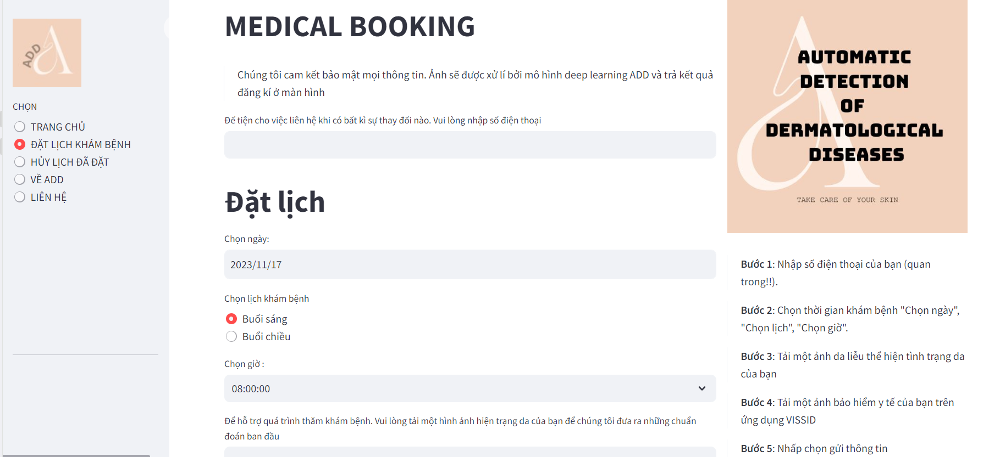 ADD
CHỌN
TRANG CHỦ
ĐẶT LỊCH KHÁM BỆNH
HỦY LỊCH ĐÃ ĐẶT
VỀ ADD
LIÊN HỆ
MEDICAL BOOKING
Chúng tôi cam kết bảo mật mọi thông tin. Ảnh sẽ được xử lí bởi mô hình deep learning ADD và trả kết quả
đăng kí ở màn hình
Để tiện cho việc liên hệ khi có bất kì sự thay đổi nào. Vui lòng nhập số điện thoại
Đặt lịch
Chọn ngày:
2023/11/17
Chọn lịch khám bệnh
Buổi sáng
Buổi chiều
Chọn giờ :
08:00:00
Để hỗ trợ quá trình thăm khám bệnh. Vui lòng tải một hình ảnh hiện trạng da của bạn để chúng tôi đưa ra những chuẩn
đoán ban đầu
AUTOMATIC
DETECTION
OF
DERMATOLOGICAL
DISEASES
TAKE CARE OF YOUR SKIN
Bước 1: Nhập số điện thoại của bạn (quan
trong!!).
Bước 2: Chọn thời gian khám bệnh "Chọn ngày",
"Chọn lịch", "Chọn giờ".
Bước 3: Tải một ảnh da liễu thể hiện tình trạng da
của bạn
Bước 4: Tải một ảnh bảo hiểm y tế của bạn trên
ứng dụng VISSID
Bước 5: Nhấp chọn gửi thông tin